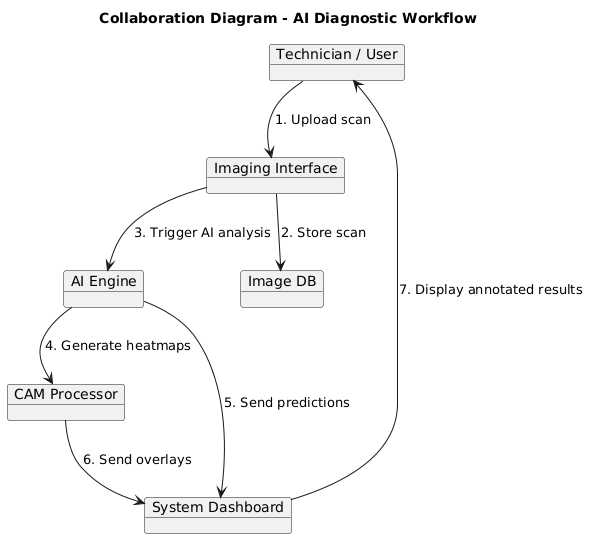 Collaboration Diagram - AI Diagnostic Workflow
Technician / User
1. Upload scan
Imaging Interface
3. Trigger AI analysis
2. Store scan
AI Engine
Image DB
7. Display annotated results
4. Generate heatmaps
CAM Processor
5. Send predictions
6. Send overlays
System Dashboard